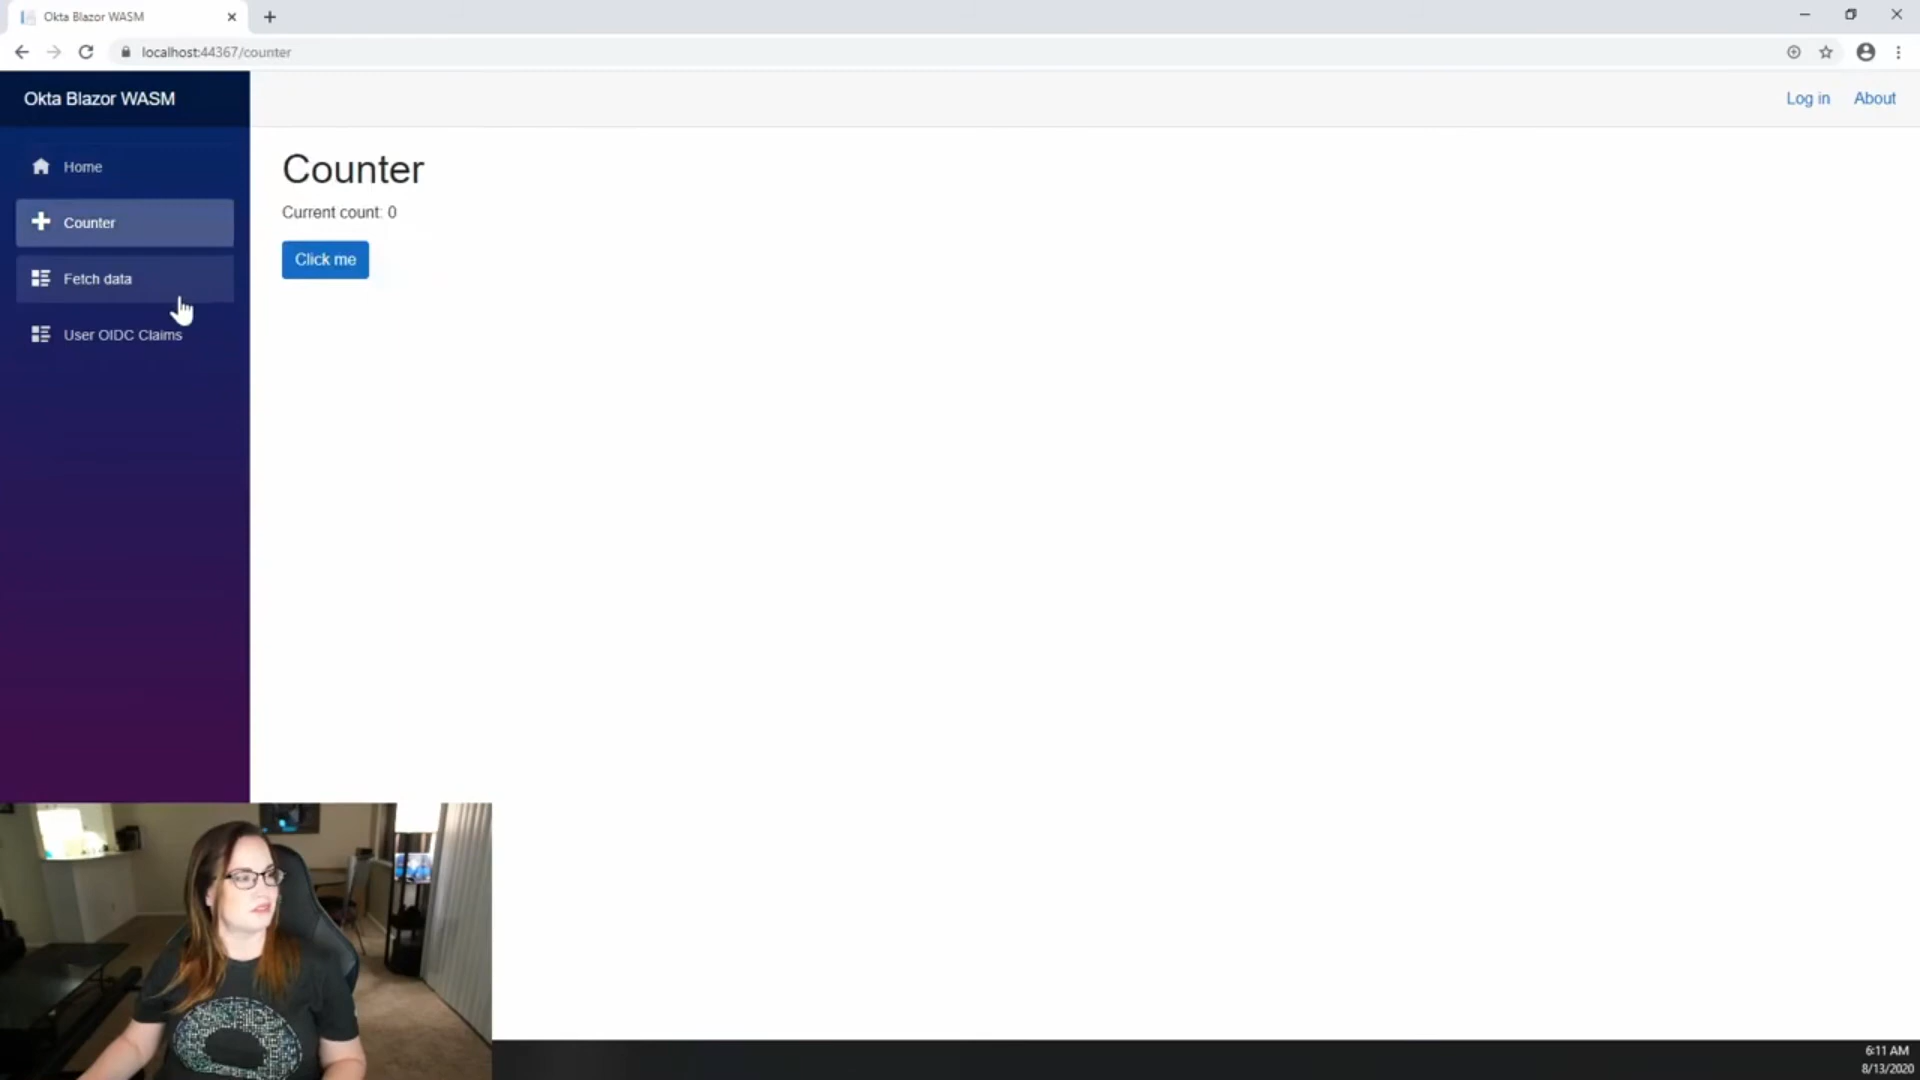 Okta Blazor WASM
localhost:44367/counter
Okta Blazor WASM
Log in
About
Home
Counter
Fetch data
User OIDC Claims
Counter
Current count: 0
Click me
6:11 AM
8/13/2020